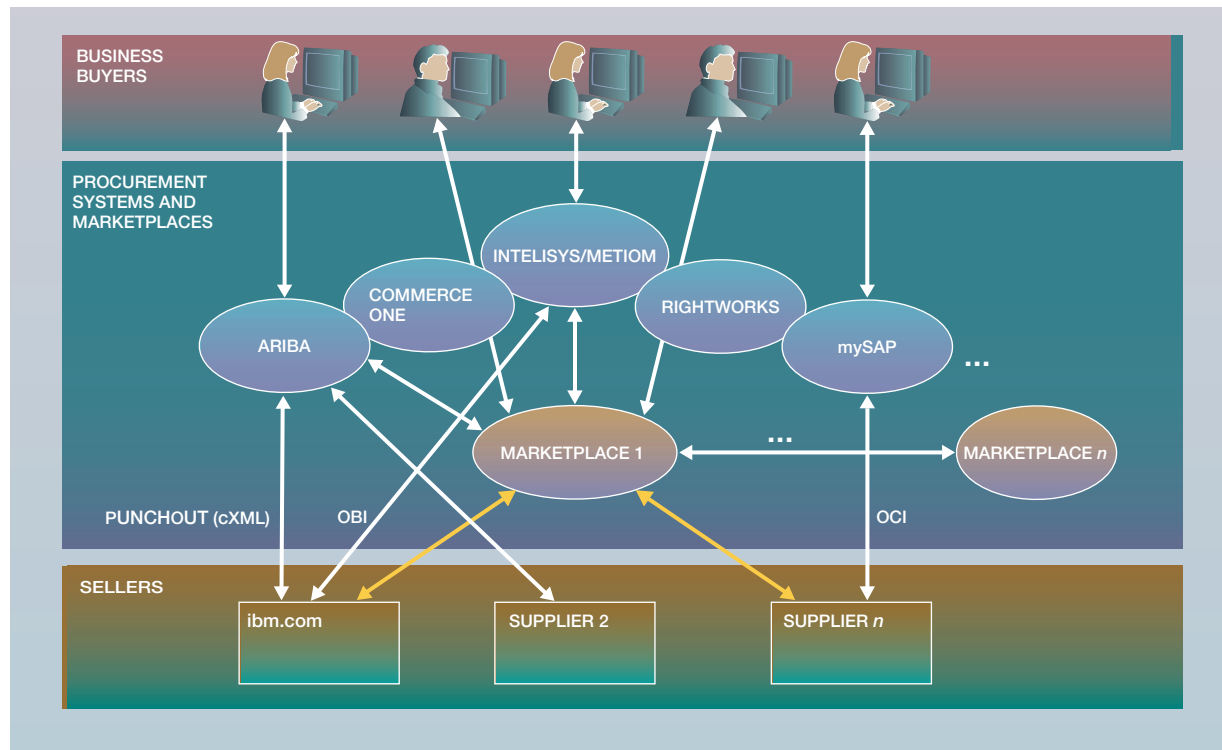 BUSINESS
BUYERS
PROCUREMENT
SYSTEMS AND
MARKETPLACES
INTELISYS/METIOM
COMMERCE
ONE
RIGHTWORKS
ARIBA
mySAP
...
...
MARKETPLACE 1
MARKETPLACE n
PUNCHOUT (cXML)
OBI
OCI
SELLERS
ibm.com
SUPPLIER 2
SUPPLIER n